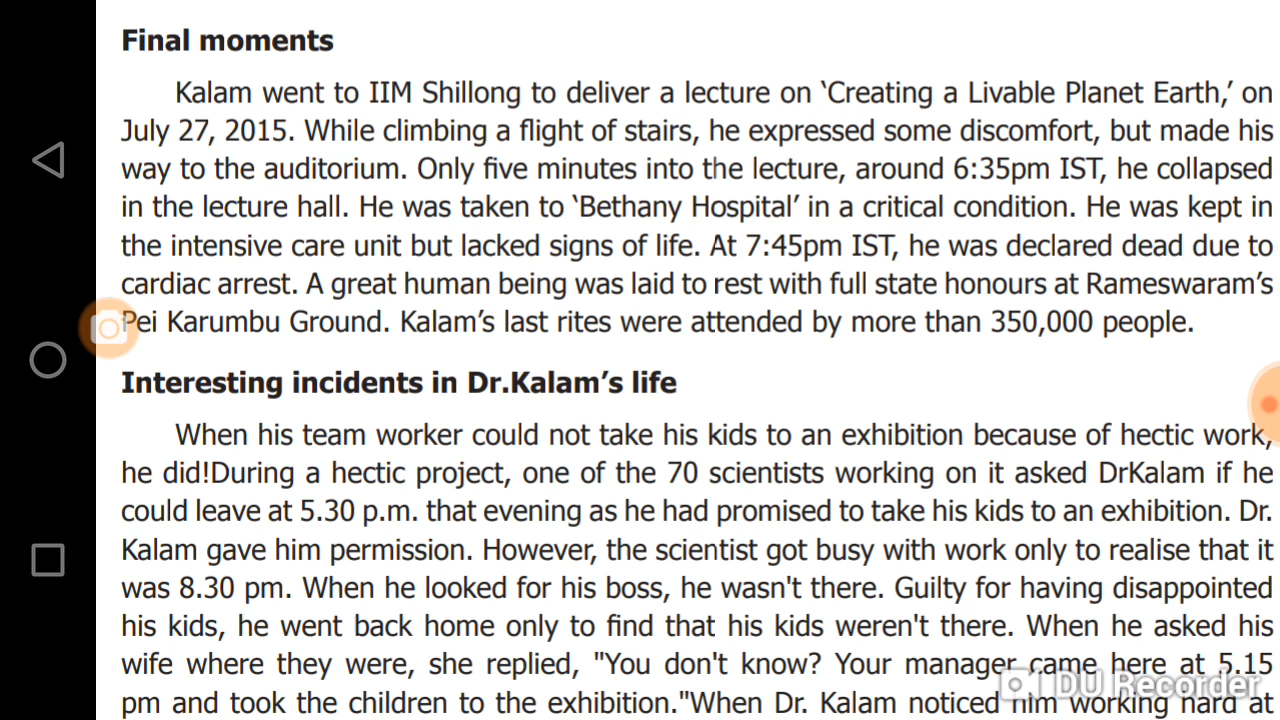 Final moments
Kalam went to IIM Shillong to deliver a lecture on ‘Creating a Livable Planet Earth,’ on
July 27, 2015. While climbing a flight of stairs, he expressed some discomfort, but made his
way to the auditorium. Only five minutes into the lecture, around 6:35pm IST, he collapsed
in the lecture hall. He was taken to ‘Bethany Hospital’ in a critical condition. He was kept in
the intensive care unit but lacked signs of life. At 7:45pm IST, he was declared dead due to
cardiac arrest. A great human being was laid to rest with full state honours at Rameswaram’s
Pei Karumbu Ground. Kalam’s last rites were attended by more than 350,000 people.
Interesting incidents in Dr.Kalam’s life
When his team worker could not take his kids to an exhibition because of hectic work,
he did!During a hectic project, one of the 70 scientists working on it asked DrKalam if he
could leave at 5.30 p.m. that evening as he had promised to take his kids to an exhibition. Dr.
Kalam gave him permission. However, the scientist got busy with work only to realise that it
was 8.30 pm. When he looked for his boss, he wasn't there. Guilty for having disappointed
his kids, he went back home only to find that his kids weren't there. When he asked his
wife where they were, she replied, "You don't know? Your manager came here at 5.15
pm and took the children to the exhibition."When Dr. Kalam noticed him working hard at
DU Recorder